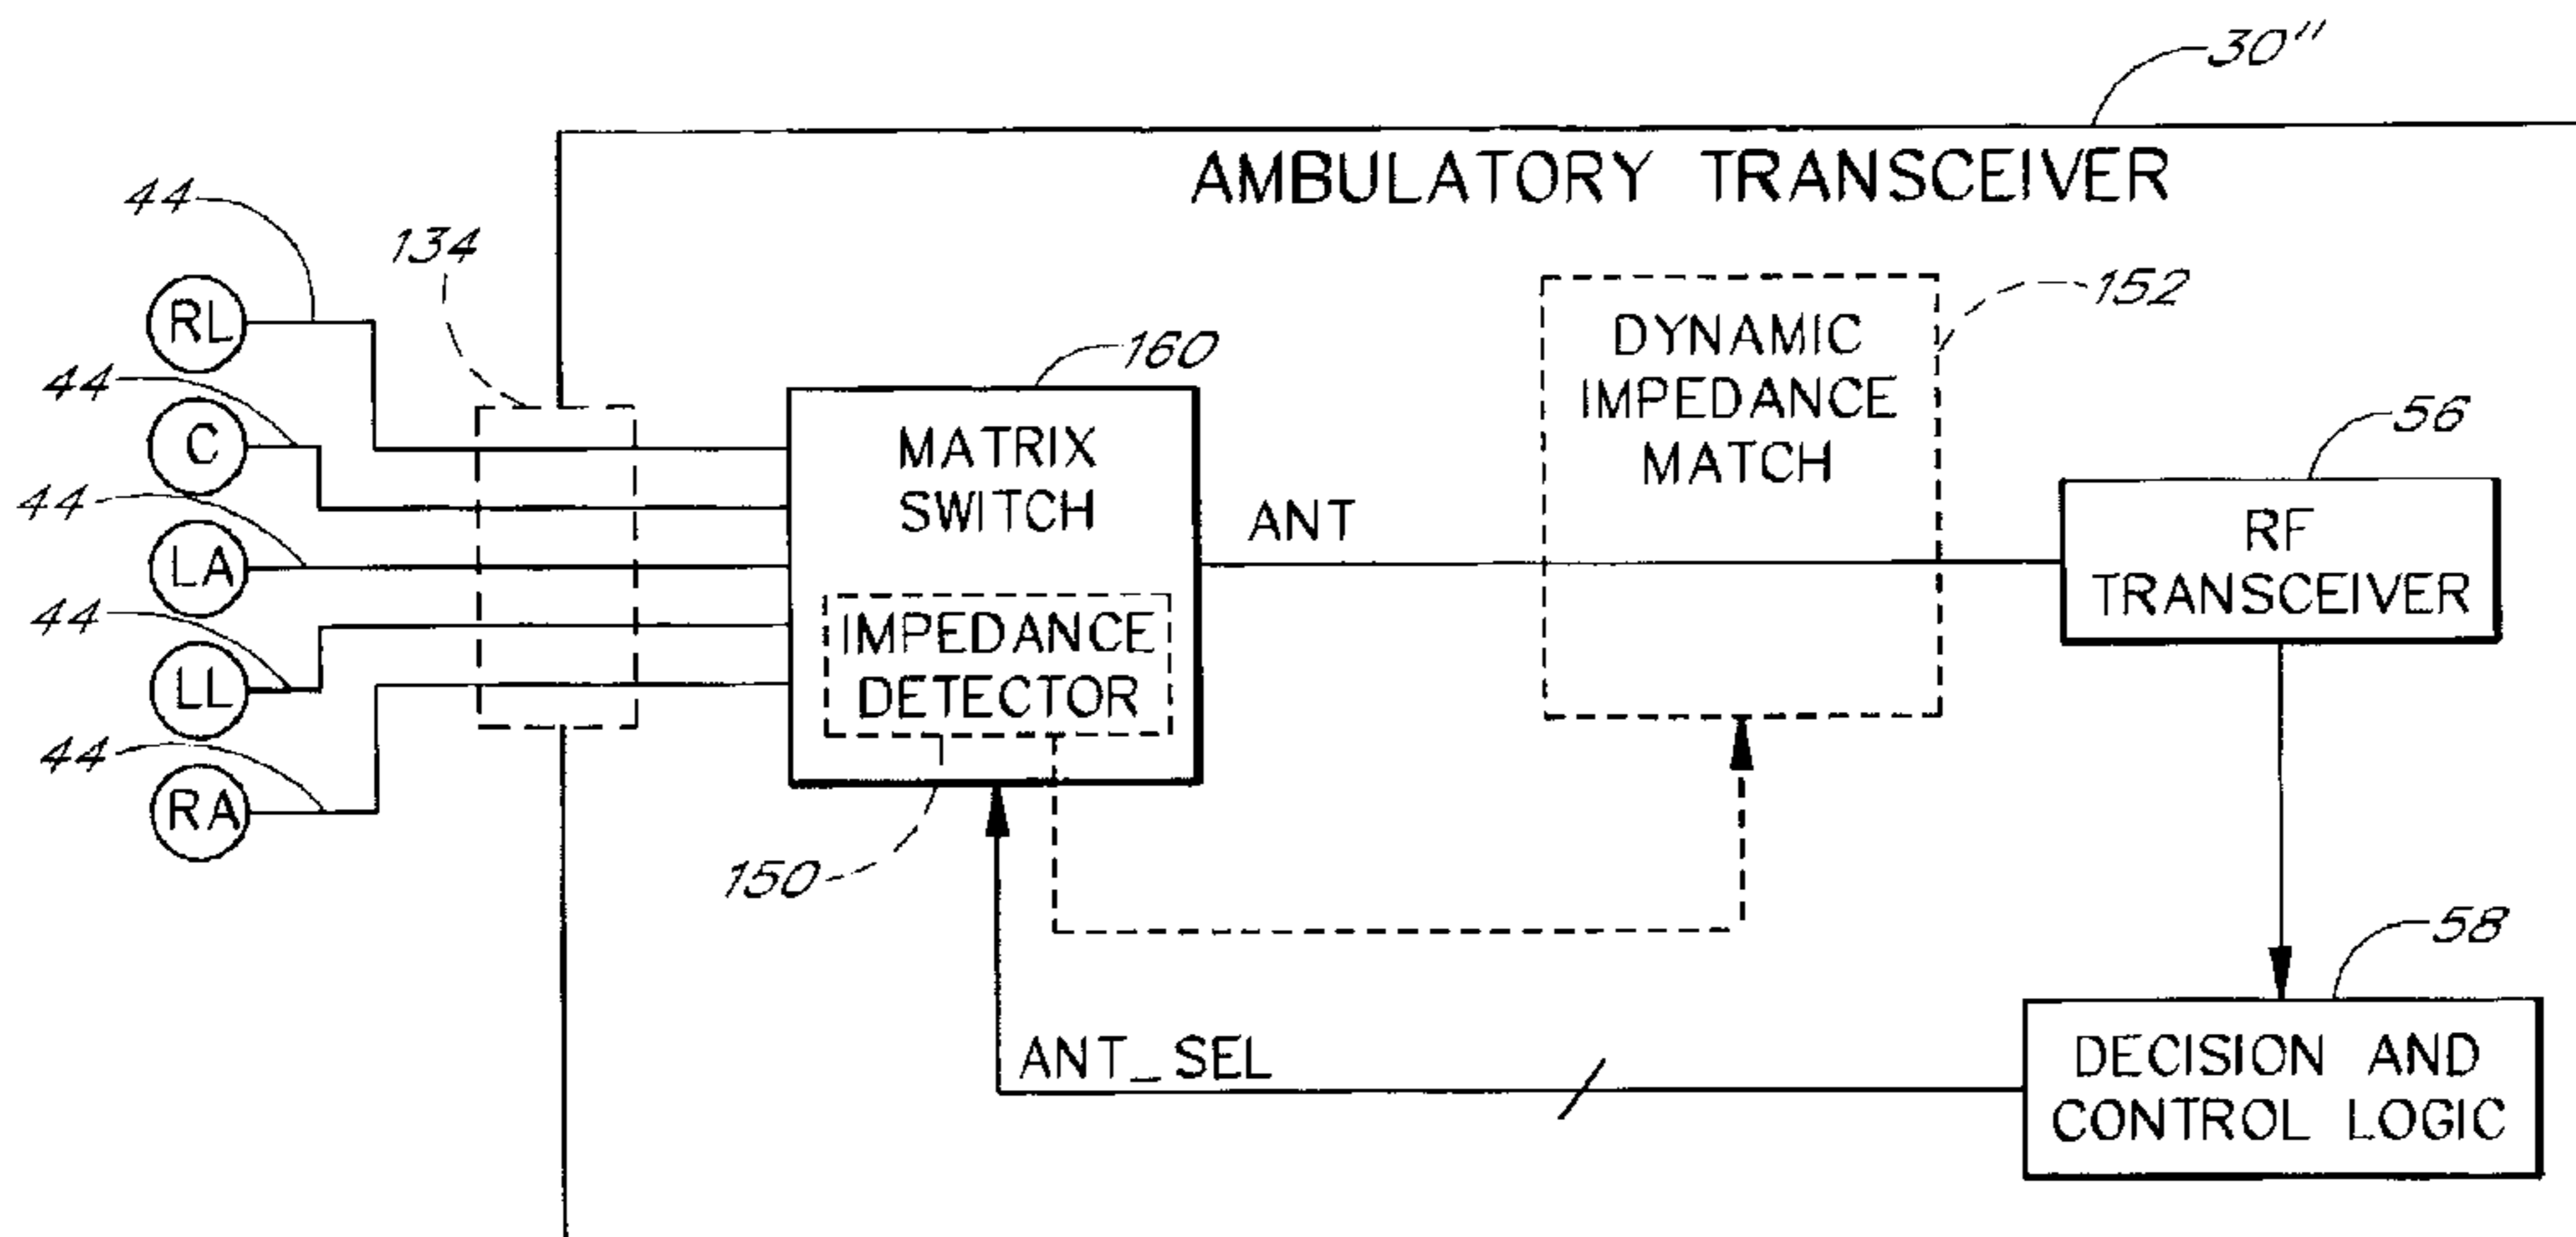 30"
AMBULATORY TRANSCEIVER
44
134
RL
44
C
44
LA
44
LL
44
RA
160
MATRIX
SWITCH
IMPEDANCE
DETECTOR
150
ANT
152
DYNAMIC
IMPEDANCE
MATCH
56
RF
TRANSCEIVER
58
DECISION AND
CONTROL LOGIC
ANT_SEL